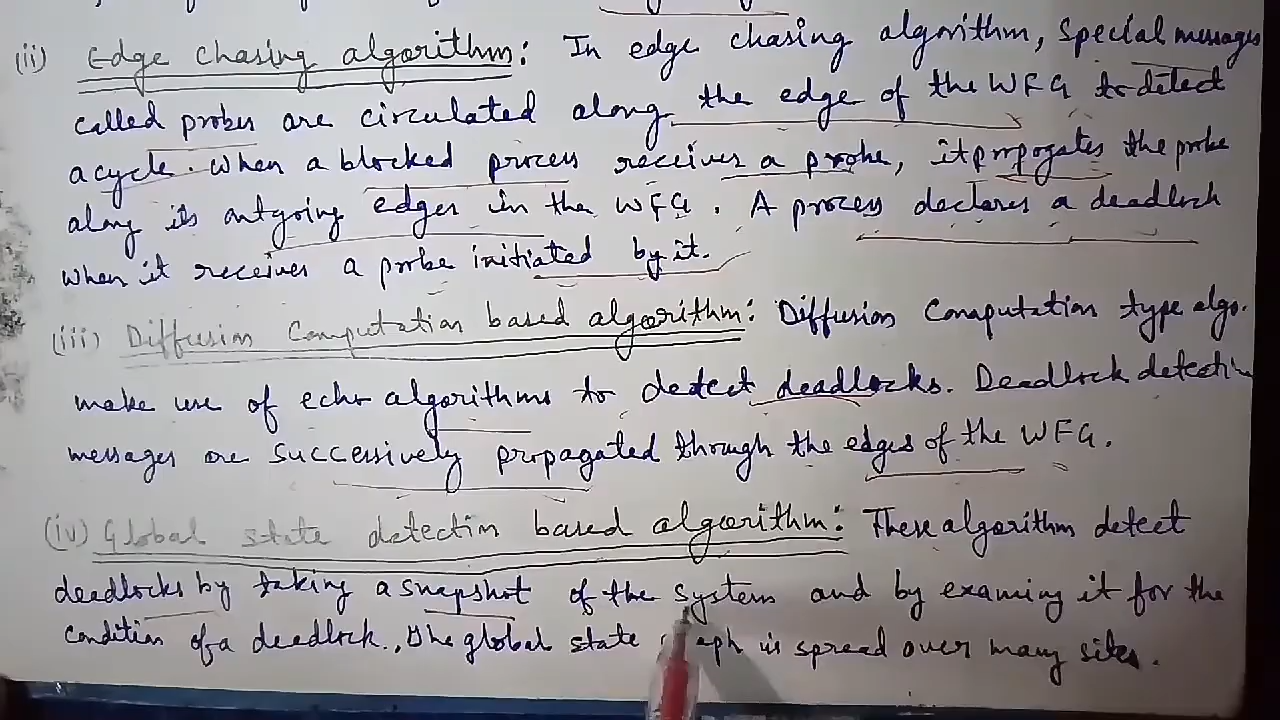 (ii) Edge chasing algorithm: In edge chasing algorithm, special messages
called probes are circulated along the edge of the WFG to detect
a cycle. When a blocked process receives a probe, it propogates the probe
along its outgoing edges in the WFG. A process declares a deadlock
when it receives a probe initiated by it.
(iii) Diffusion Computation based algorithm: Diffusion Computation type algo.
make use of echo algorithms to detect deadlocks. Deadlock detection
messages are successively propagated through the edges of the WFG.
(iv) Global state detection based algorithm: These algorithm detect
deadlocks by taking a snapshot of the system and by examing it for the
condition of a deadlock., the global state aph is spread over many sites.